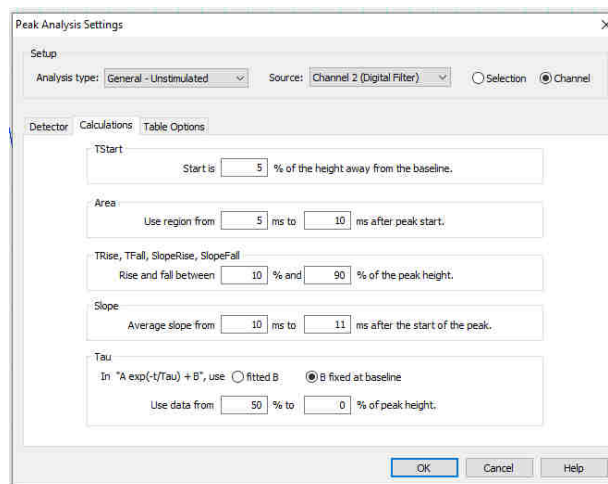 Peak Analysis Settings
Setup
Analysis type: General - Unstimulated Source: Channel 2 (Digital Filter) Selection Channel
Detector Calculations Table Options
TStart
Start is 5 % of the height away from the baseline.
Area
Use region from 5 ms to 10 ms after peak start.
TRise, TFall, SlopeRise, SlopeFall
Rise and fall between 10 % and 90 % of the peak height.
Slope
Average slope from 10 ms to 11 ms after the start of the peak.
Tau
In "A exp(-t/Tau) + B", use fitted B B fixed at baseline
Use data from 50 % to 0 % of peak height.
OK Cancel Help